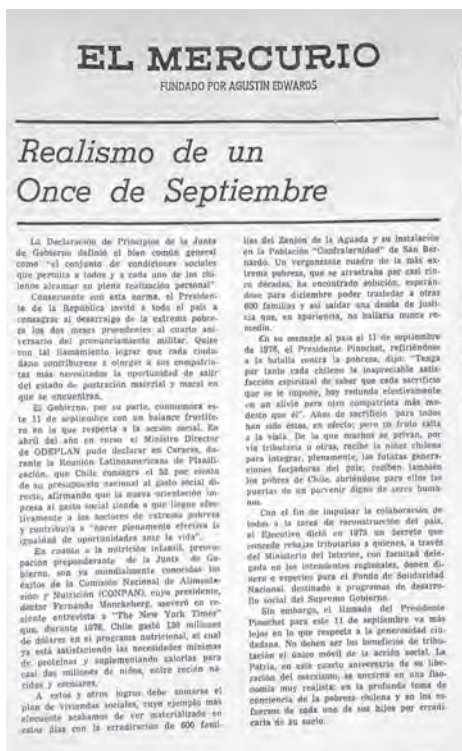 EL MERCURIO
FUNDADO POR AGUSTIN EDWARDS
Realismo de un
Once de Septiembre
La Declaración de Principios de la Junta
de Gobierno definió el bien común general
como "el conjunto de condiciones sociales
que permita a todos y a cada uno de los chi-
lenos alcanzar su plena realización personal"
Consecuente con esta norma, el Presiden-
te de la República invitó a todo el país a
consagrar al desarraigo de la extrema pobre-
za los dos meses precedentes al cuarto ani-
versario del pronunciamiento militar. Quiso
con tal llamamiento lograr que cada ciuda-
dano contribuyese a otorgar a sus compatrio-
tas más necesitados la oportunidad de salir
del estado de postración material y moral en
que se encuentran.
El Gobierno, por su parte, conmemora es-
te 11 de septiembre con un balance fructífe-
ro en lo que respecta a la acción social. En
abril del año en curso el Ministro Director
de ODEPLAN pudo declarar en Caracas, du-
rante la Reunión Latinoamericana de Planifi-
cación, que Chile consagra el 52 por ciento
de su presupuesto nacional al gasto social di-
recto, afirmando que la nueva orientación im-
presa al gasto social tiende a que llegue efec-
tivamente a los sectores de extrema pobreza
y contribuya a "hacer plenamente efectiva la
igualdad de oportunidades ante la vida".
En cuanto a la nutrición infantil, preocu-
pación preponderante de la Junta de Go-
bierno, son ya mundialmente conocidos los
éxitos de la Comisión Nacional de Alimenta-
ción y Nutrición (CONPAN), cuyo presidente,
doctor Fernando Monckeberg, aseveró en re-
ciente entrevista a "The New York Times"
que, durante 1976, Chile gastó 130 millones
de dólares en el programa nutricional, el cual
ya está satisfaciendo las necesidades mínimas
de proteínas y suplementando calorías para
casi dos millones de niños, entre recién na-
cidos y escolares.
A estos y otros logros debe sumarse el
plan de viviendas sociales, cuyo ejemplo más
elocuente acabamos de ver materializado en
estos días con la erradicación de 600 fami-
lias del Zanjón de la Aguada y su instalación
en la Población "Confraternidad" de San Ber-
nardo. Un vergonzante cuadro de la más ex-
trema pobreza, que se arrastraba por casi cin-
co décadas, ha encontrado solución, esperán-
dose para diciembre poder trasladar a otras
600 familias y así saldar una deuda de justi-
cia que, en apariencia, no hallaría nunca re-
medio.
En su mensaje al país el 11 de septiembre
de 1976, el Presidente Pinochet, refiriéndose
a la batalla contra la pobreza, dijo: "Tenga
por tanto cada chileno la inapreciable satis-
facción espiritual de saber que cada sacrificio
que se le impone, hoy redunda efectivamente
en un alivio para otro compatriota más mo-
desto que él". Años de sacrificio para todos
han sido éstos, en efecto; pero su fruto salta
a la vista. De lo que muchos se privan, por
vía tributaria u otras, recibe la niñez chilena
para integrar, plenamente, las futuras genera-
ciones forjadoras del país; reciben también
los pobres de Chile, abriéndose para ellos las
puertas de un porvenir digno de seres huma-
nos.
Con el fin de impulsar la colaboración de
todos a la tarea de reconstrucción del país,
el Ejecutivo dictó en 1975 un Secreto que
concede rebajas tributarias a quienes, a través
del Ministerio del Interior, con facultad dele-
gada en los intendentes regionales, donen di-
nero o especies para el Fondo de Solidaridad
Nacional, destinado a programas de desarro-
llo social del Supremo Gobierno.
Sin embargo, el llamado del Presidente
Pinochet para este 11 de septiembre va más
lejos en lo que respecta a la generosidad ciu-
dadana. No deben ser los beneficios de tribu-
tación el único móvil de la acción social. La
Patria, en este cuarto aniversario de su libe-
ración del marxismo, se encarna en una fiso-
nomía muy realista: en la profunda toma de
conciencia de la pobreza chilena y en los es-
fuerzos de cada uno de sus hijos por erradi-
carla de su suelo.